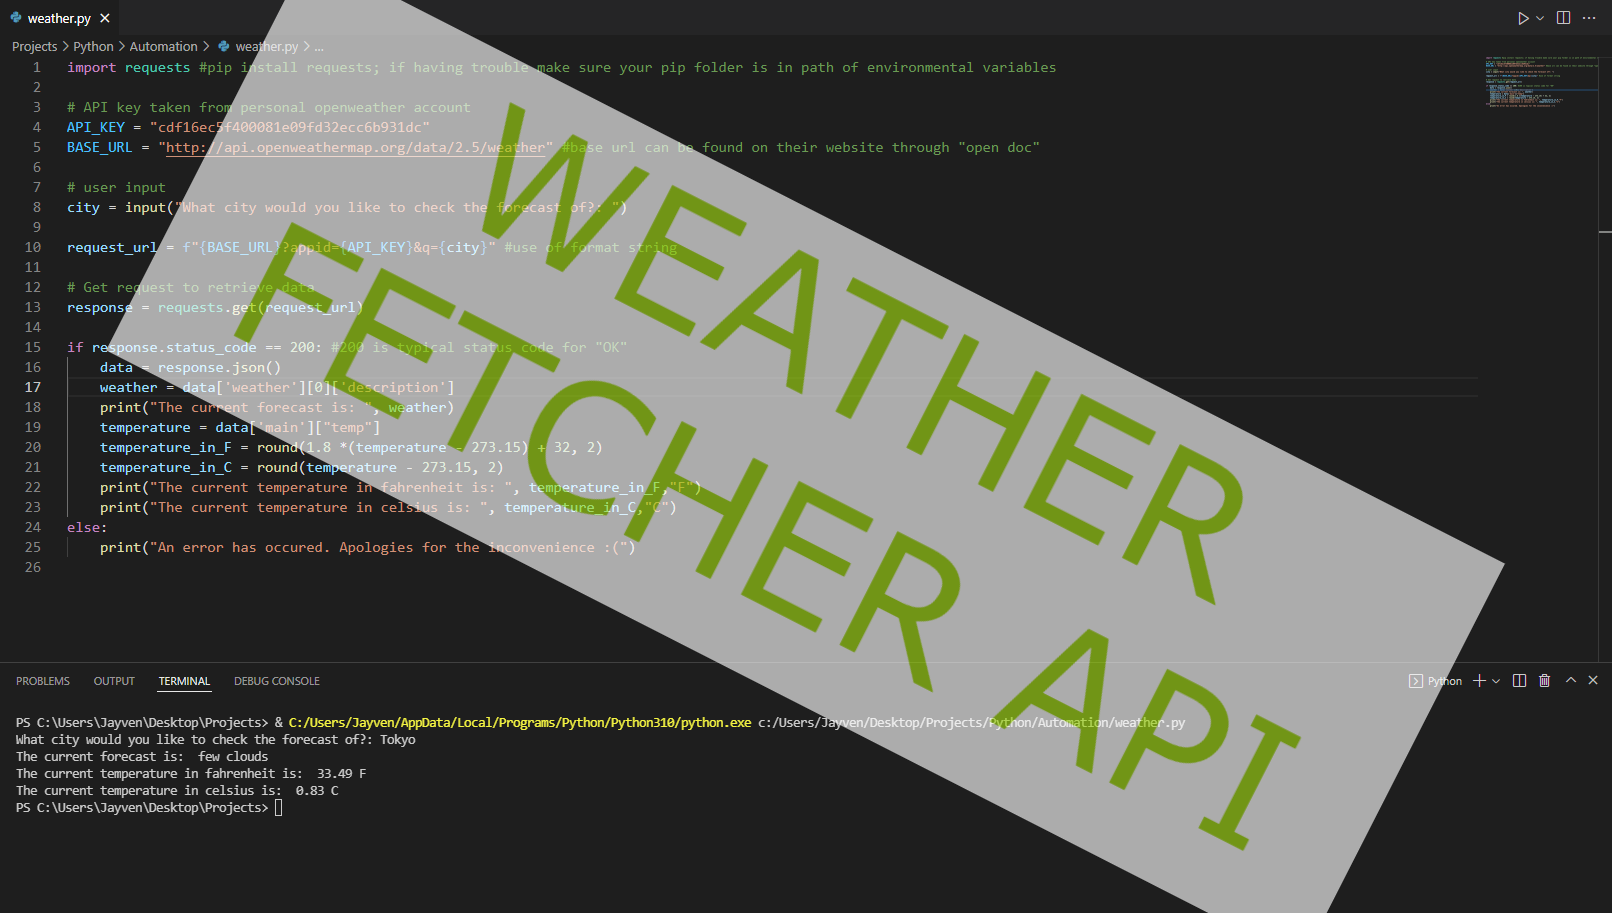 weather.py
Projects > Python > Automation > weather.py > ...
1 import requests #pip install requests; if having trouble make sure your pip folder is in path of environmental variables
2
3 # API key taken from personal openweather account
4 API_KEY = "cdf16ec5f400081e09fd32ecc6b931dc"
5 BASE_URL = "http://api.openweathermap.org/data/2.5/weather" #base url can be found on their website through "open doc"
6
7 # user input
8 city = input("What city would you like to check the forecast of?: ")
9
10 request_url = f"{BASE_URL}?appid={API_KEY}&q={city}" #use of format string
11
12 # Get request to retrieve data
13 response = requests.get(request_url)
14
15 if response.status_code == 200: #200 is typical status code for "OK"
16 data = response.json()
17 weather = data['weather'][0]['description']
18 print("The current forecast is: ", weather)
19 temperature = data['main']["temp"]
20 temperature_in_F = round(1.8 *(temperature - 273.15) + 32, 2)
21 temperature_in_C = round(temperature - 273.15, 2)
22 print("The current temperature in fahrenheit is: ", temperature_in_F,"F")
23 print("The current temperature in celsius is: ", temperature_in_C,"C")
24 else:
25 print("An error has occured. Apologies for the inconvenience :(")
26
WEATHER
FETCHER API
PROBLEMS OUTPUT TERMINAL DEBUG CONSOLE
Python
PS C:\Users\Jayven\Desktop\Projects> & C:/Users/Jayven/AppData/Local/Programs/Python/Python310/python.exe c:/Users/Jayven/Desktop/Projects/Python/Automation/weather.py
What city would you like to check the forecast of?: Tokyo
The current forecast is:  few clouds
The current temperature in fahrenheit is:  33.49 F
The current temperature in celsius is:  0.83 C
PS C:\Users\Jayven\Desktop\Projects>